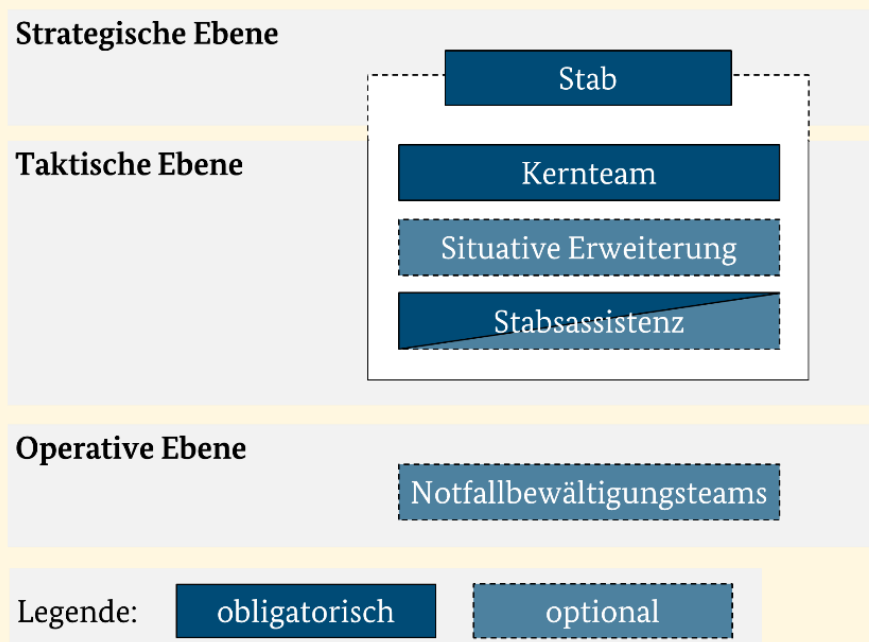 Strategische Ebene
Stab
Taktische Ebene
Kernteam
Situative Erweiterung
Stabsassistenz
Operative Ebene
Notfallbewältigungsteams
Legende:
obligatorisch
optional